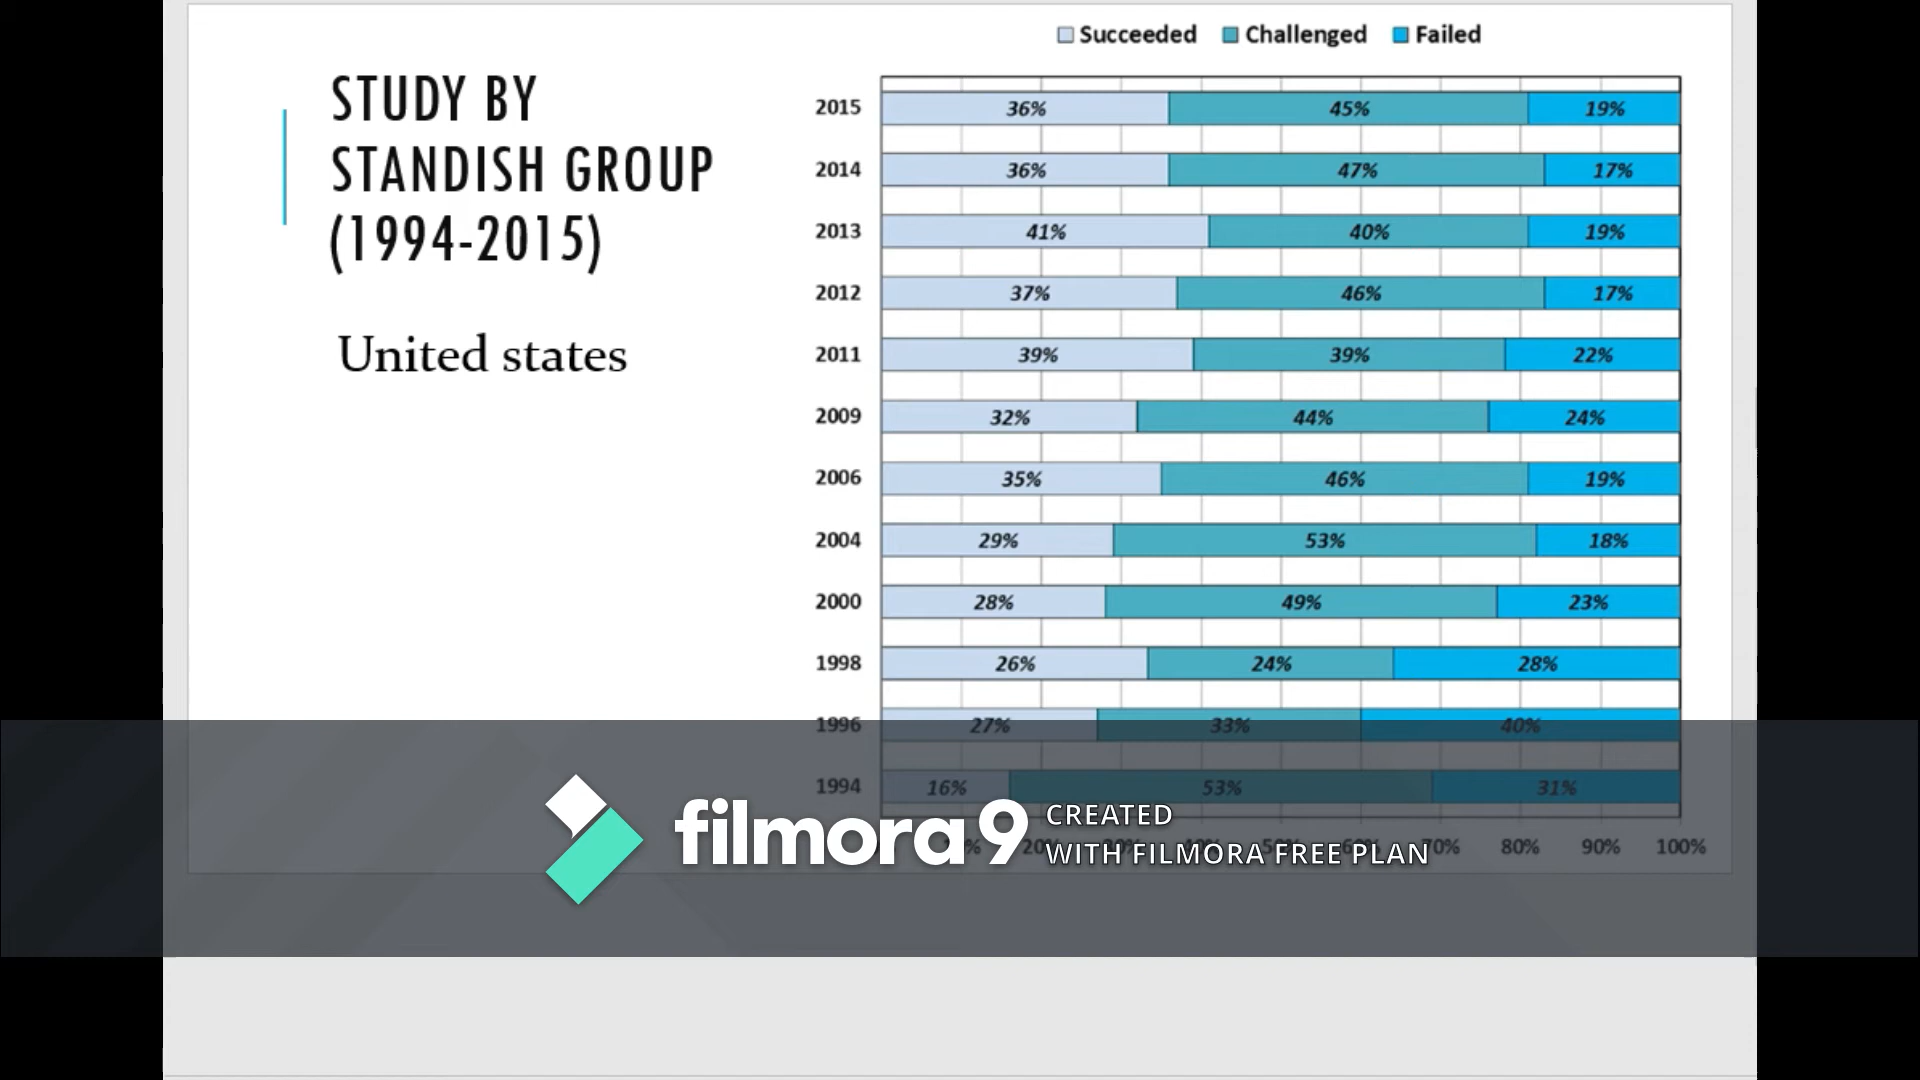 Succeeded Challenged Failed
STUDY BY
STANDISH GROUP
(1994-2015)
United states
2015 36% 45% 19%
2014 36% 47% 17%
2013 41% 40% 19%
2012 37% 46% 17%
2011 39% 39% 22%
2009 32% 44% 24%
2006 35% 46% 19%
2004 29% 53% 18%
2000 28% 49% 23%
1998 26% 24% 28%
1996 27% 33% 40%
1994 16% 53% 31%
80% 90% 100%
filmora9 CREATED
WITH FILMORA FREE PLAN